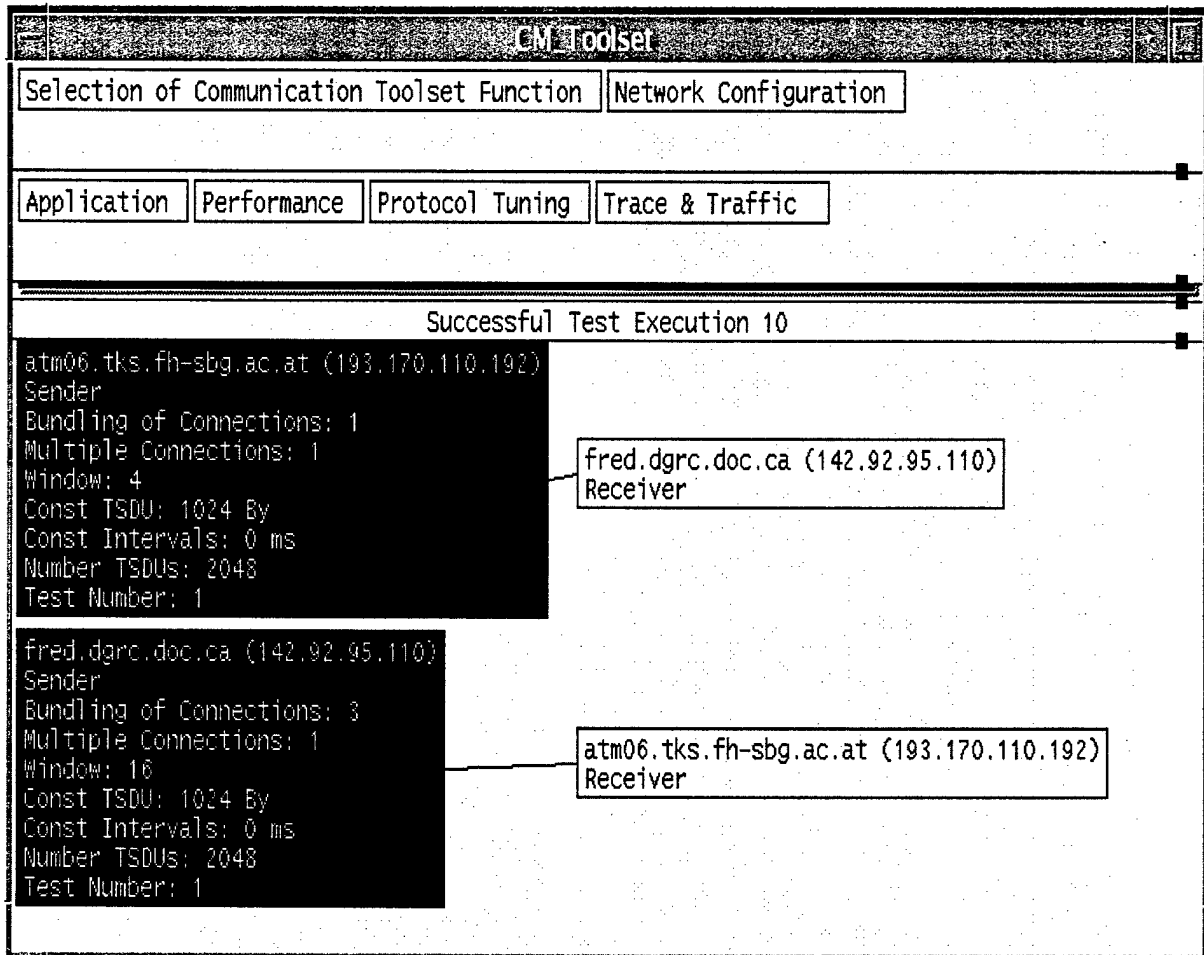 CM_Toolset
Selection of Communication Toolset Function
Network Configuration
Application
Performance
Protocol Tuning
Trace & Traffic
Successful Test Execution 10
atm06.tks.fh-sbg.ac.at (193.170.110.192)
Sender
Bundling of Connections: 1
Multiple Connections: 1
Window: 4
Const TSDU: 1024 By
Const Intervals: 0 ms
Number TSDUs: 2048
Test Number: 1
fred.dgrc.doc.ca (142.92.95.110)
Receiver
fred.dgrc.doc.ca (142.92.95.110)
Sender
Bundling of Connections: 3
Multiple Connections: 1
Window: 16
Const TSDU: 1024 By
Const Intervals: 0 ms
Number TSDUs: 2048
Test Number: 1
atm06.tks.fh-sbg.ac.at (193.170.110.192)
Receiver